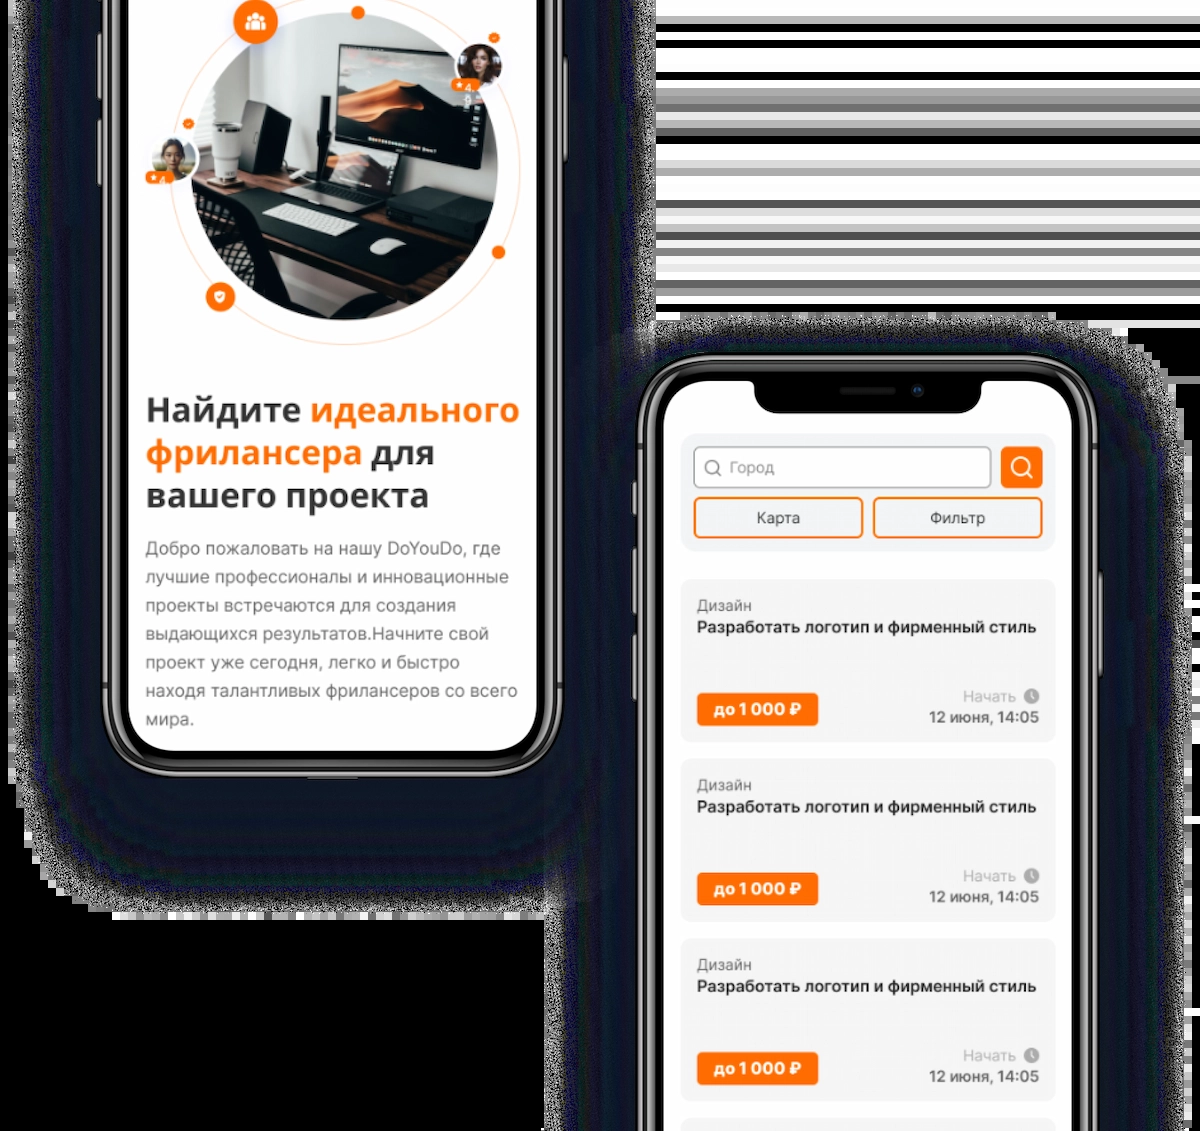 Найдите идеального
фрилансера для
вашего проекта
Добро пожаловать на нашу DoYouDo, где
лучшие профессионалы и инновационные
проекты встречаются для создания
выдающихся результатов.Начните свой
проект уже сегодня, легко и быстро
находя талантливых фрилансеров со всего
мира.
Город
Карта
Фильтр
Дизайн
Разработать логотип и фирменный стиль
до 1 000 ₽
Начать
12 июня, 14:05
Дизайн
Разработать логотип и фирменный стиль
до 1 000 ₽
Начать
12 июня, 14:05
Дизайн
Разработать логотип и фирменный стиль
до 1 000 ₽
Начать
12 июня, 14:05